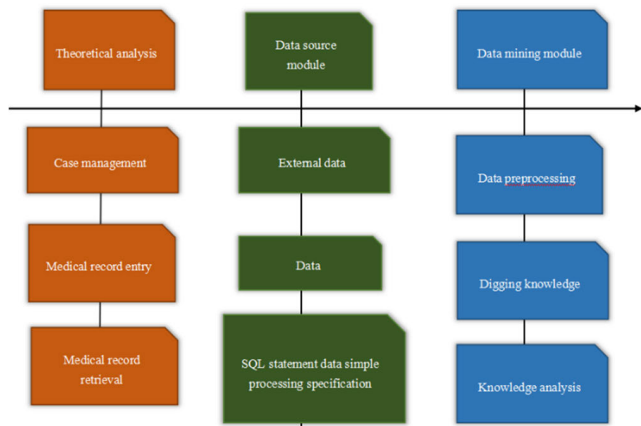 Theoretical analysis
Data source
module
Data mining module
Case management
External data
Data preprocessing
Medical record entry
Data
Digging knowledge
Medical record
retrieval
SQL statement data simple
processing specification
Knowledge analysis